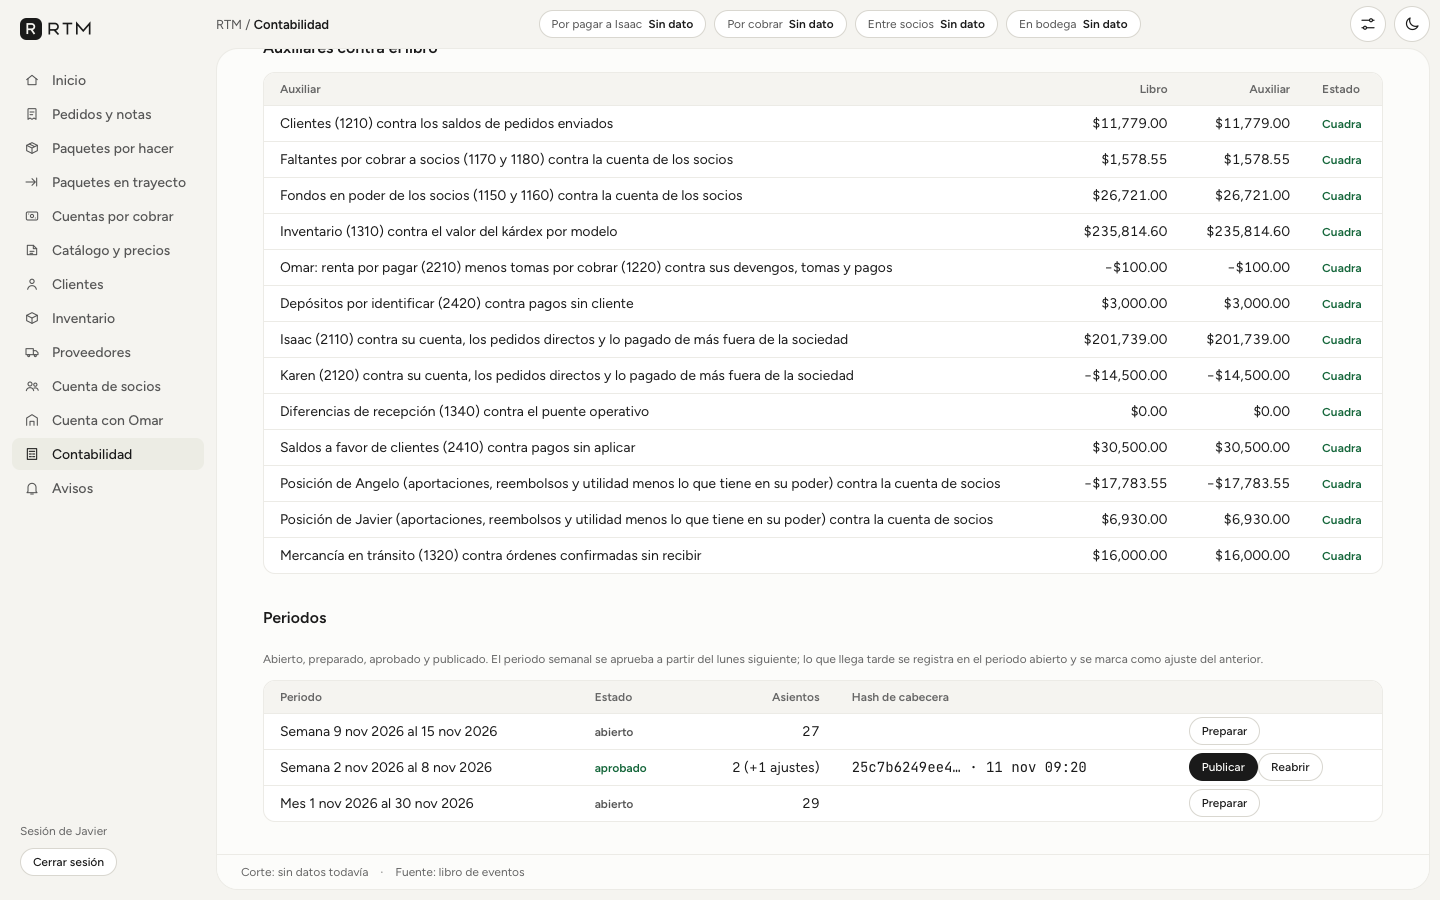 R RTM
RTM / Contabilidad
Por pagar a Isaac Sin dato
Por cobrar Sin dato
Entre socios Sin dato
En bodega Sin dato
Inicio
Pedidos y notas
Paquetes por hacer
Paquetes en trayecto
Cuentas por cobrar
Catálogo y precios
Clientes
Inventario
Proveedores
Cuenta de socios
Cuenta con Omar
Contabilidad
Avisos
Sesión de Javier
Cerrar sesión
Auxiliares contra el libro
Auxiliar Libro Auxiliar Estado
Clientes (1210) contra los saldos de pedidos enviados $11,779.00 $11,779.00 Cuadra
Faltantes por cobrar a socios (1170 y 1180) contra la cuenta de los socios $1,578.55 $1,578.55 Cuadra
Fondos en poder de los socios (1150 y 1160) contra la cuenta de los socios $26,721.00 $26,721.00 Cuadra
Inventario (1310) contra el valor del kárdex por modelo $235,814.60 $235,814.60 Cuadra
Omar: renta por pagar (2210) menos tomas por cobrar (1220) contra sus devengos, tomas y pagos −$100.00 −$100.00 Cuadra
Depósitos por identificar (2420) contra pagos sin cliente $3,000.00 $3,000.00 Cuadra
Isaac (2110) contra su cuenta, los pedidos directos y lo pagado de más fuera de la sociedad $201,739.00 $201,739.00 Cuadra
Karen (2120) contra su cuenta, los pedidos directos y lo pagado de más fuera de la sociedad −$14,500.00 −$14,500.00 Cuadra
Diferencias de recepción (1340) contra el puente operativo $0.00 $0.00 Cuadra
Saldos a favor de clientes (2410) contra pagos sin aplicar $30,500.00 $30,500.00 Cuadra
Posición de Angelo (aportaciones, reembolsos y utilidad menos lo que tiene en su poder) contra la cuenta de socios −$17,783.55 −$17,783.55 Cuadra
Posición de Javier (aportaciones, reembolsos y utilidad menos lo que tiene en su poder) contra la cuenta de socios $6,930.00 $6,930.00 Cuadra
Mercancía en tránsito (1320) contra órdenes confirmadas sin recibir $16,000.00 $16,000.00 Cuadra
Periodos
Abierto, preparado, aprobado y publicado. El periodo semanal se aprueba a partir del lunes siguiente; lo que llega tarde se registra en el periodo abierto y se marca como ajuste del anterior.
Periodo Estado Asientos Hash de cabecera
Semana 9 nov 2026 al 15 nov 2026 abierto 27 Preparar
Semana 2 nov 2026 al 8 nov 2026 aprobado 2 (+1 ajustes) 25c7b6249ee4… · 11 nov 09:20 Publicar Reabrir
Mes 1 nov 2026 al 30 nov 2026 abierto 29 Preparar
Corte: sin datos todavía · Fuente: libro de eventos